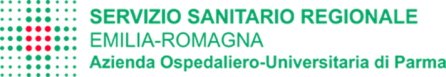 SERVIZIO SANITARIO REGIONALE
EMILIA-ROMAGNA
Azienda Ospedaliero-Universitaria di Parma